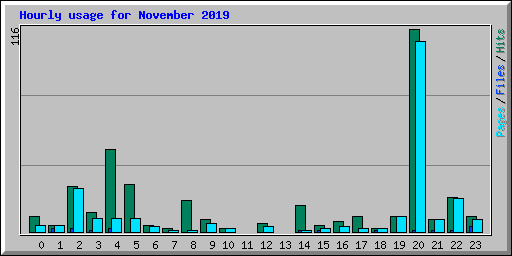 Hourly usage for November 2019
116
Pages/Files/Hits
0 1 2 3 4 5 6 7 8 9 10 11 12 13 14 15 16 17 18 19 20 21 22 23